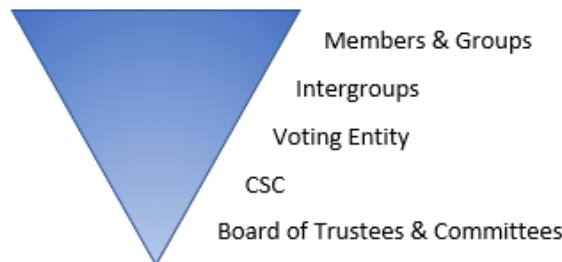 Members & Groups
Intergroups
Voting Entity
CSC
Board of Trustees & Committees